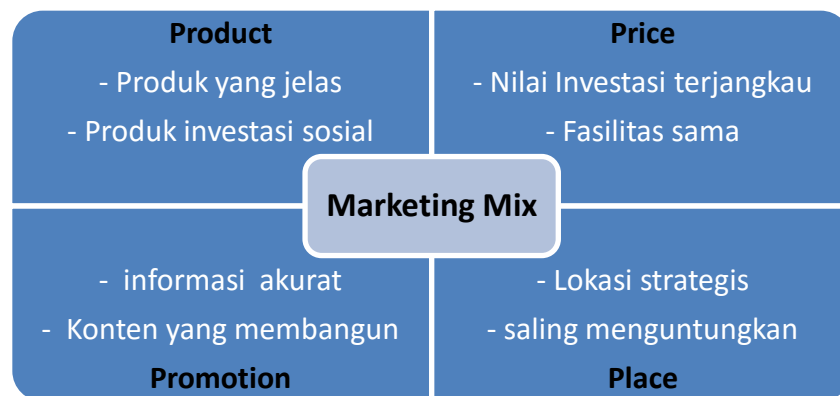 Product
- Produk yang jelas
- Produk investasi sosial
Price
- Nilai Investasi terjangkau
- Fasilitas sama
Marketing Mix
- informasi akurat
- Konten yang membangun
Promotion
- Lokasi strategis
- saling menguntungkan
Place